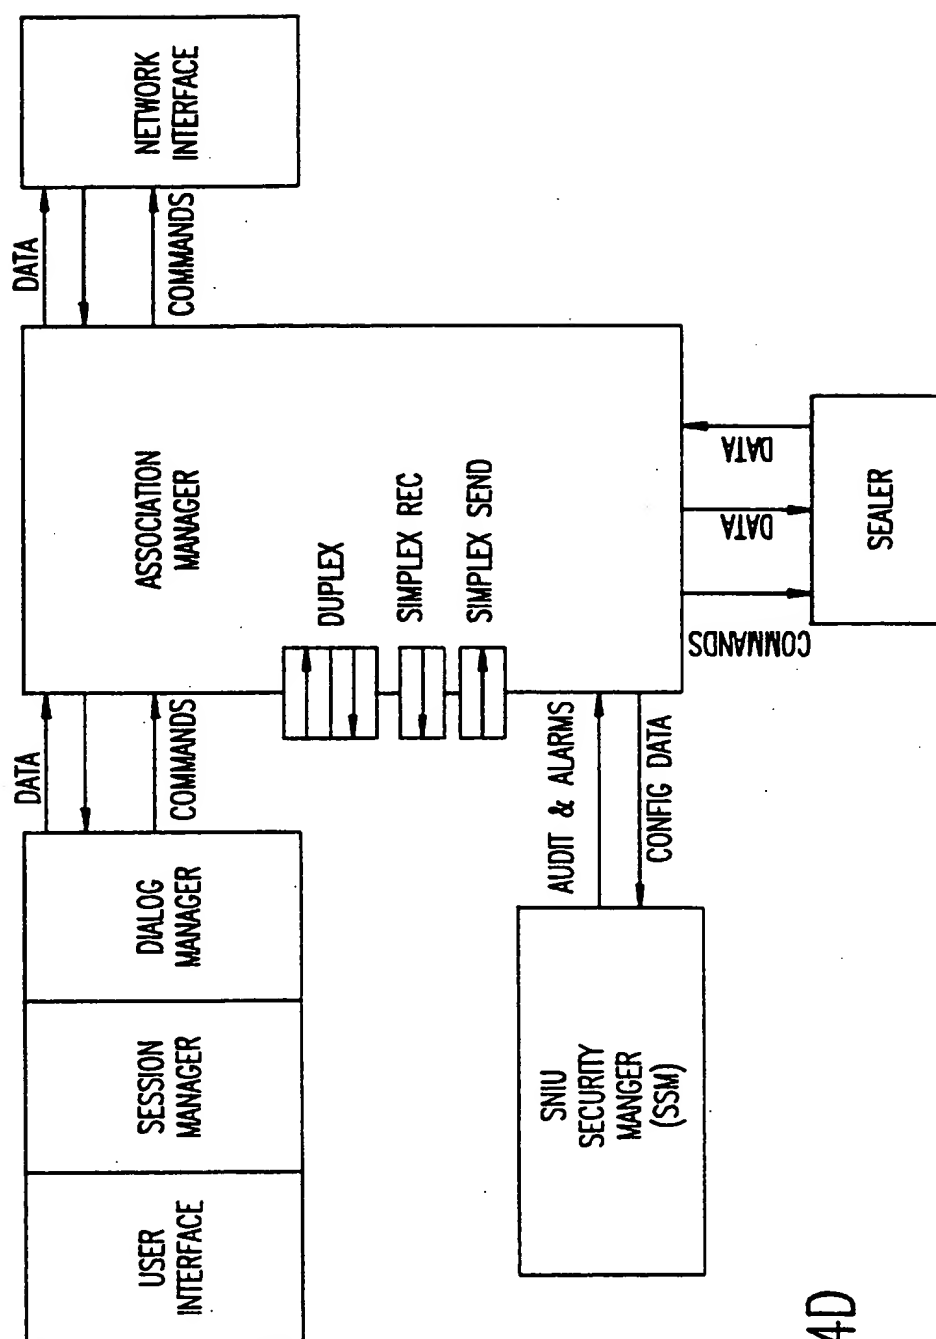 USER
INTERFACE
SESSION
MANAGER
DIALOG
MANAGER
DATA
COMMANDS
ASSOCIATION
MANAGER
DATA
COMMANDS
NETWORK
INTERFACE
DUPLEX
SIMPLEX REC
SIMPLEX SEND
SNIU
SECURITY
MANGER
(SSM)
AUDIT & ALARMS
CONFIG DATA
COMMANDS
DATA
DATA
SEALER
4D